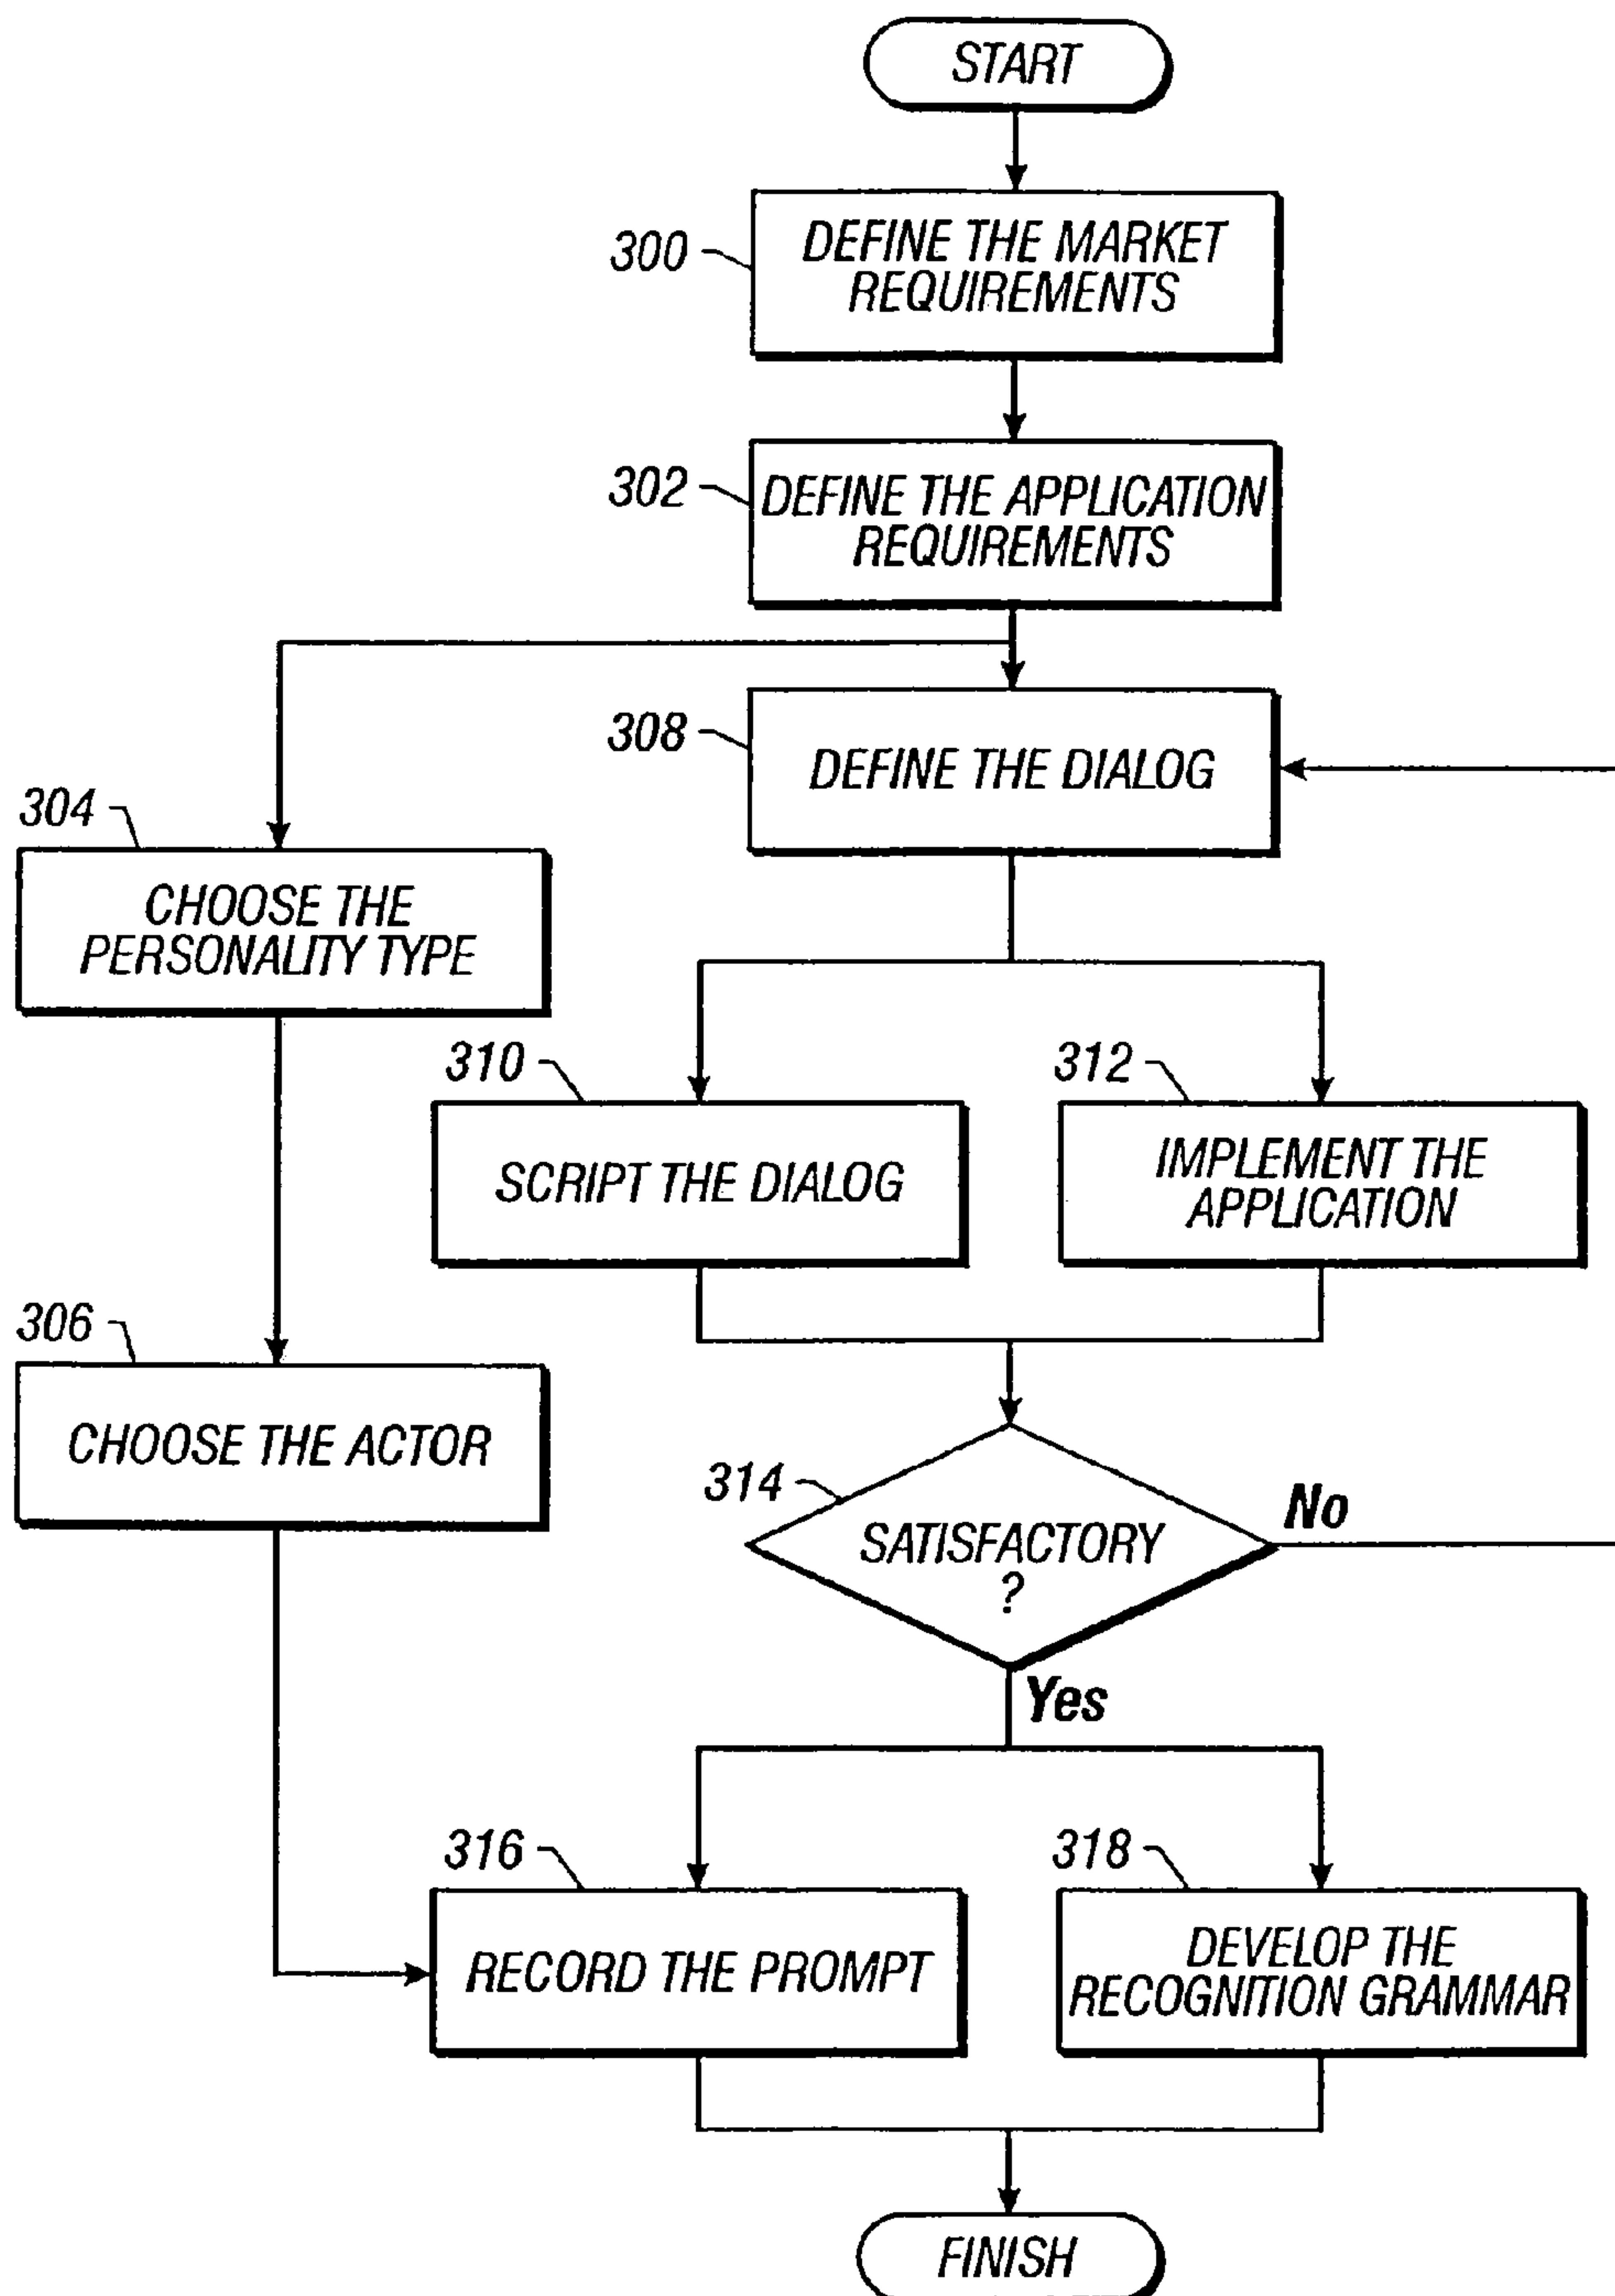 START
300
DEFINE THE MARKET
REQUIREMENTS
302
DEFINE THE APPLICATION
REQUIREMENTS
308
DEFINE THE DIALOG
304
CHOOSE THE
PERSONALITY TYPE
310
SCRIPT THE DIALOG
312
IMPLEMENT THE
APPLICATION
306
CHOOSE THE ACTOR
314
SATISFACTORY
?
No
Yes
316
RECORD THE PROMPT
318
DEVELOP THE
RECOGNITION GRAMMAR
FINISH